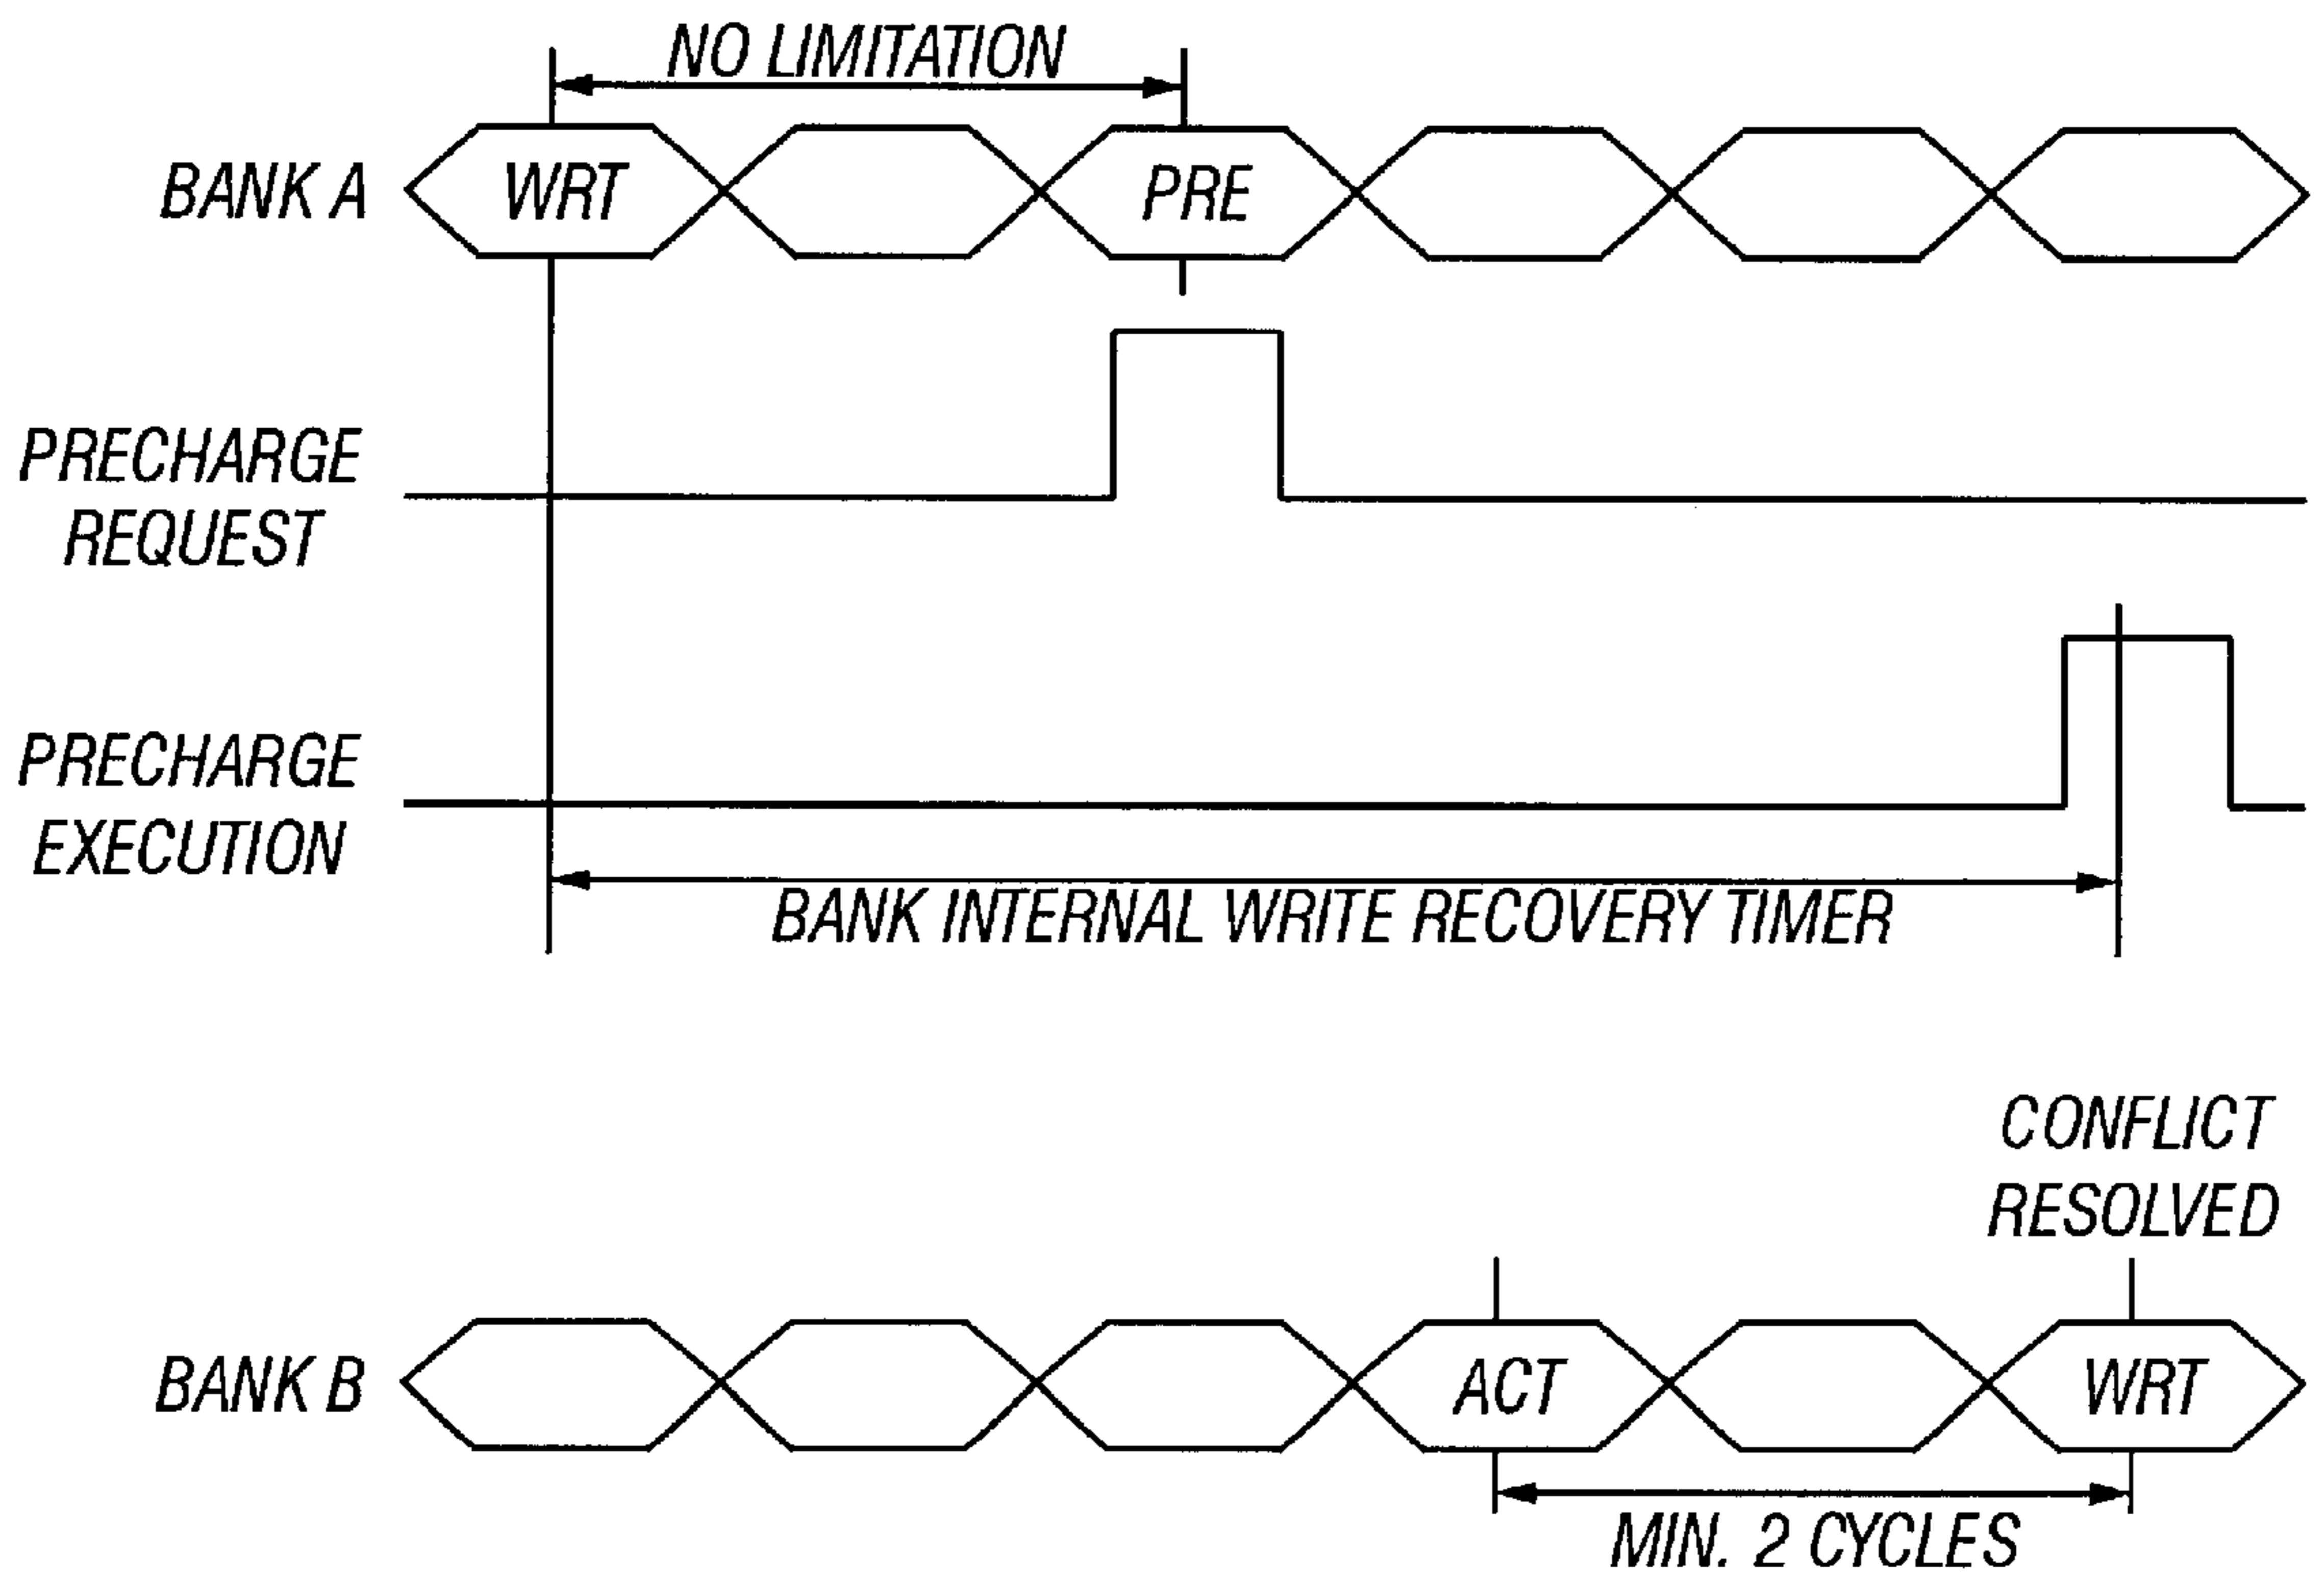 NO LIMITATION
BANK A
WRT
PRE
PRECHARGE
REQUEST
PRECHARGE
EXECUTION
BANK INTERNAL WRITE RECOVERY TIMER
CONFLICT
RESOLVED
BANK B
ACT
WRT
MIN. 2 CYCLES